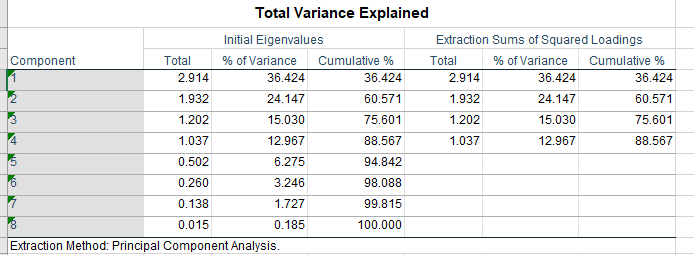 Total Variance Explained
Initial Eigenvalues Extraction Sums of Squared Loadings
Component Total % of Variance Cumulative % Total % of Variance Cumulative %
1 2.914 36.424 36.424 2.914 36.424 36.424
2 1.932 24.147 60.571 1.932 24.147 60.571
3 1.202 15.030 75.601 1.202 15.030 75.601
4 1.037 12.967 88.567 1.037 12.967 88.567
5 0.502 6.275 94.842
6 0.260 3.246 98.088
7 0.138 1.727 99.815
8 0.015 0.185 100.000
Extraction Method: Principal Component Analysis.